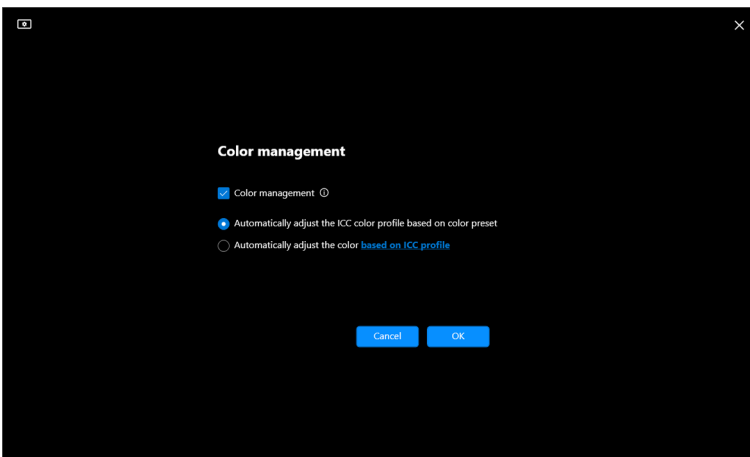 Color management
Color management
Automatically adjust the ICC color profile based on color preset
Automatically adjust the color based on ICC profile
Cancel
OK